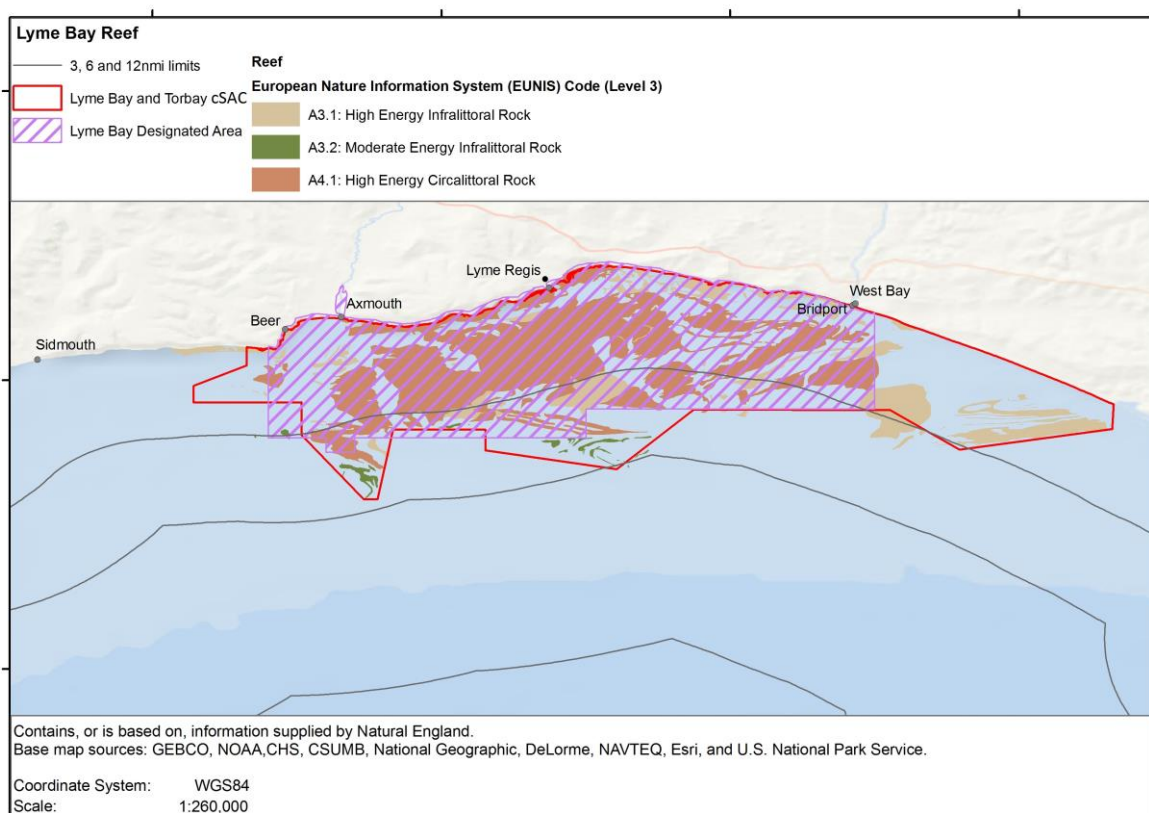 Lyme Bay Reef
3, 6 and 12nmi limits
Lyme Bay and Torbay cSAC
Lyme Bay Designated Area
Reef
European Nature Information System (EUNIS) Code (Level 3)
A3.1: High Energy Infralittoral Rock
A3.2: Moderate Energy Infralittoral Rock
A4.1: High Energy Circalittoral Rock
Lyme Regis
Axmouth
West Bay
Beer
Bridport
Sidmouth
Contains, or is based on, information supplied by Natural England.
Base map sources: GEBCO, NOAA,CHS, CSUMB, National Geographic, DeLorme, NAVTEQ, Esri, and U.S. National Park Service.
Coordinate System: WGS84
Scale: 1:260,000